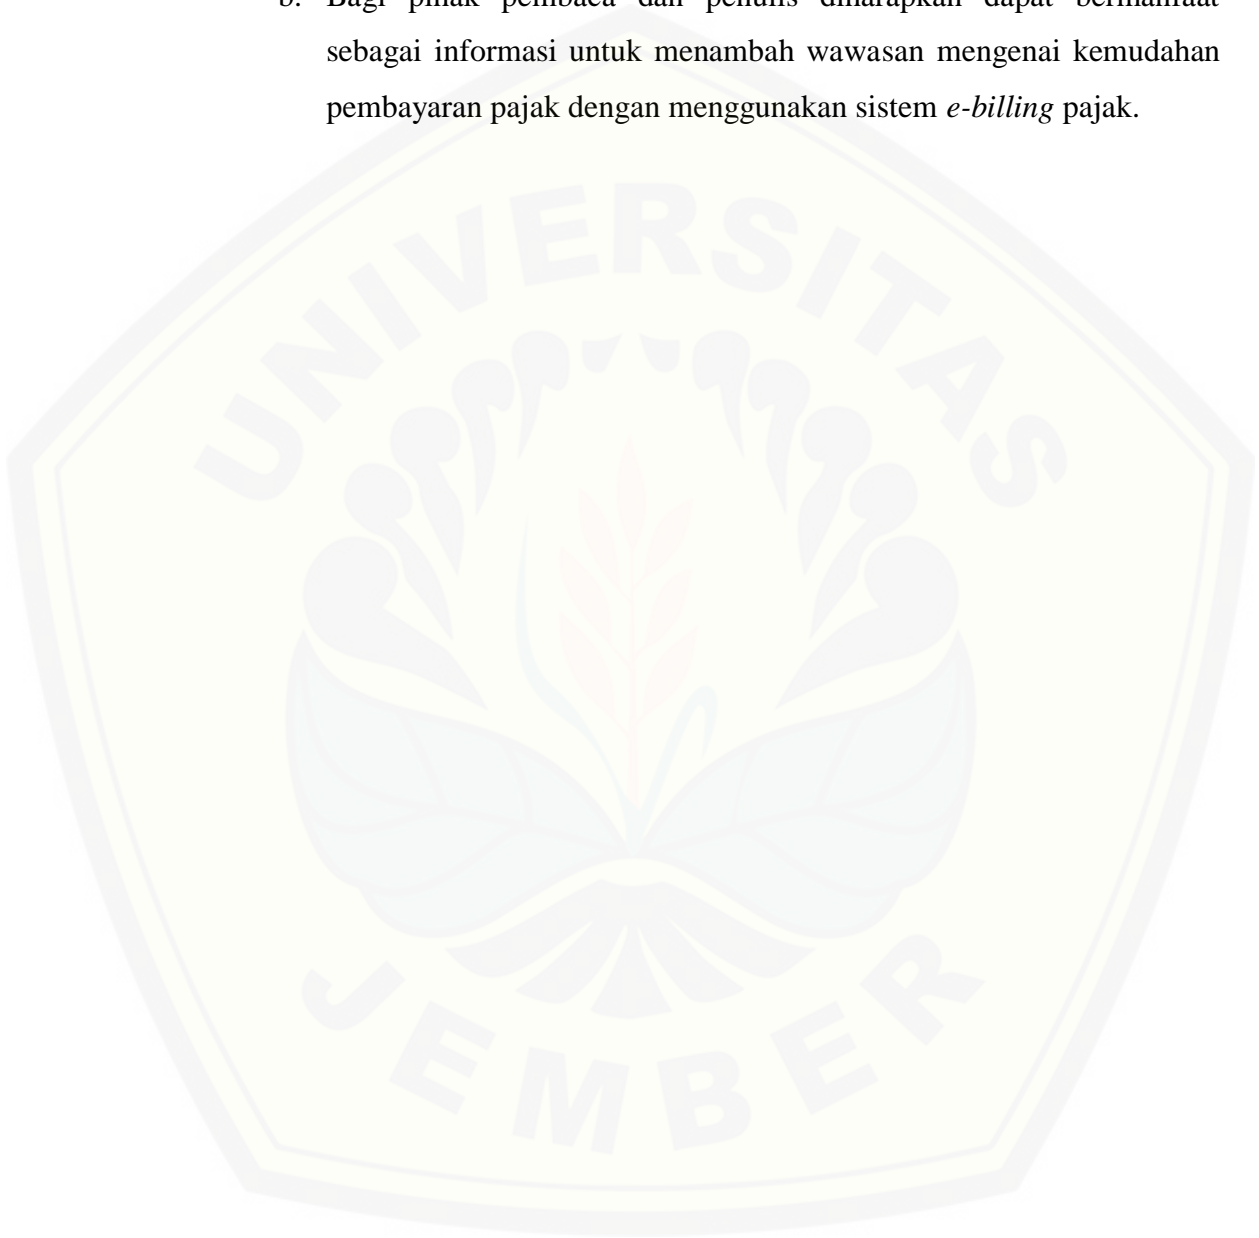 b. Bagi pihak pembaca dan penulis diharapkan dapat bermanfaat
sebagai informasi untuk menambah wawasan mengenai kemudahan
pembayaran pajak dengan menggunakan sistem e-billing pajak.
UNIVERSITAS
JEMBER